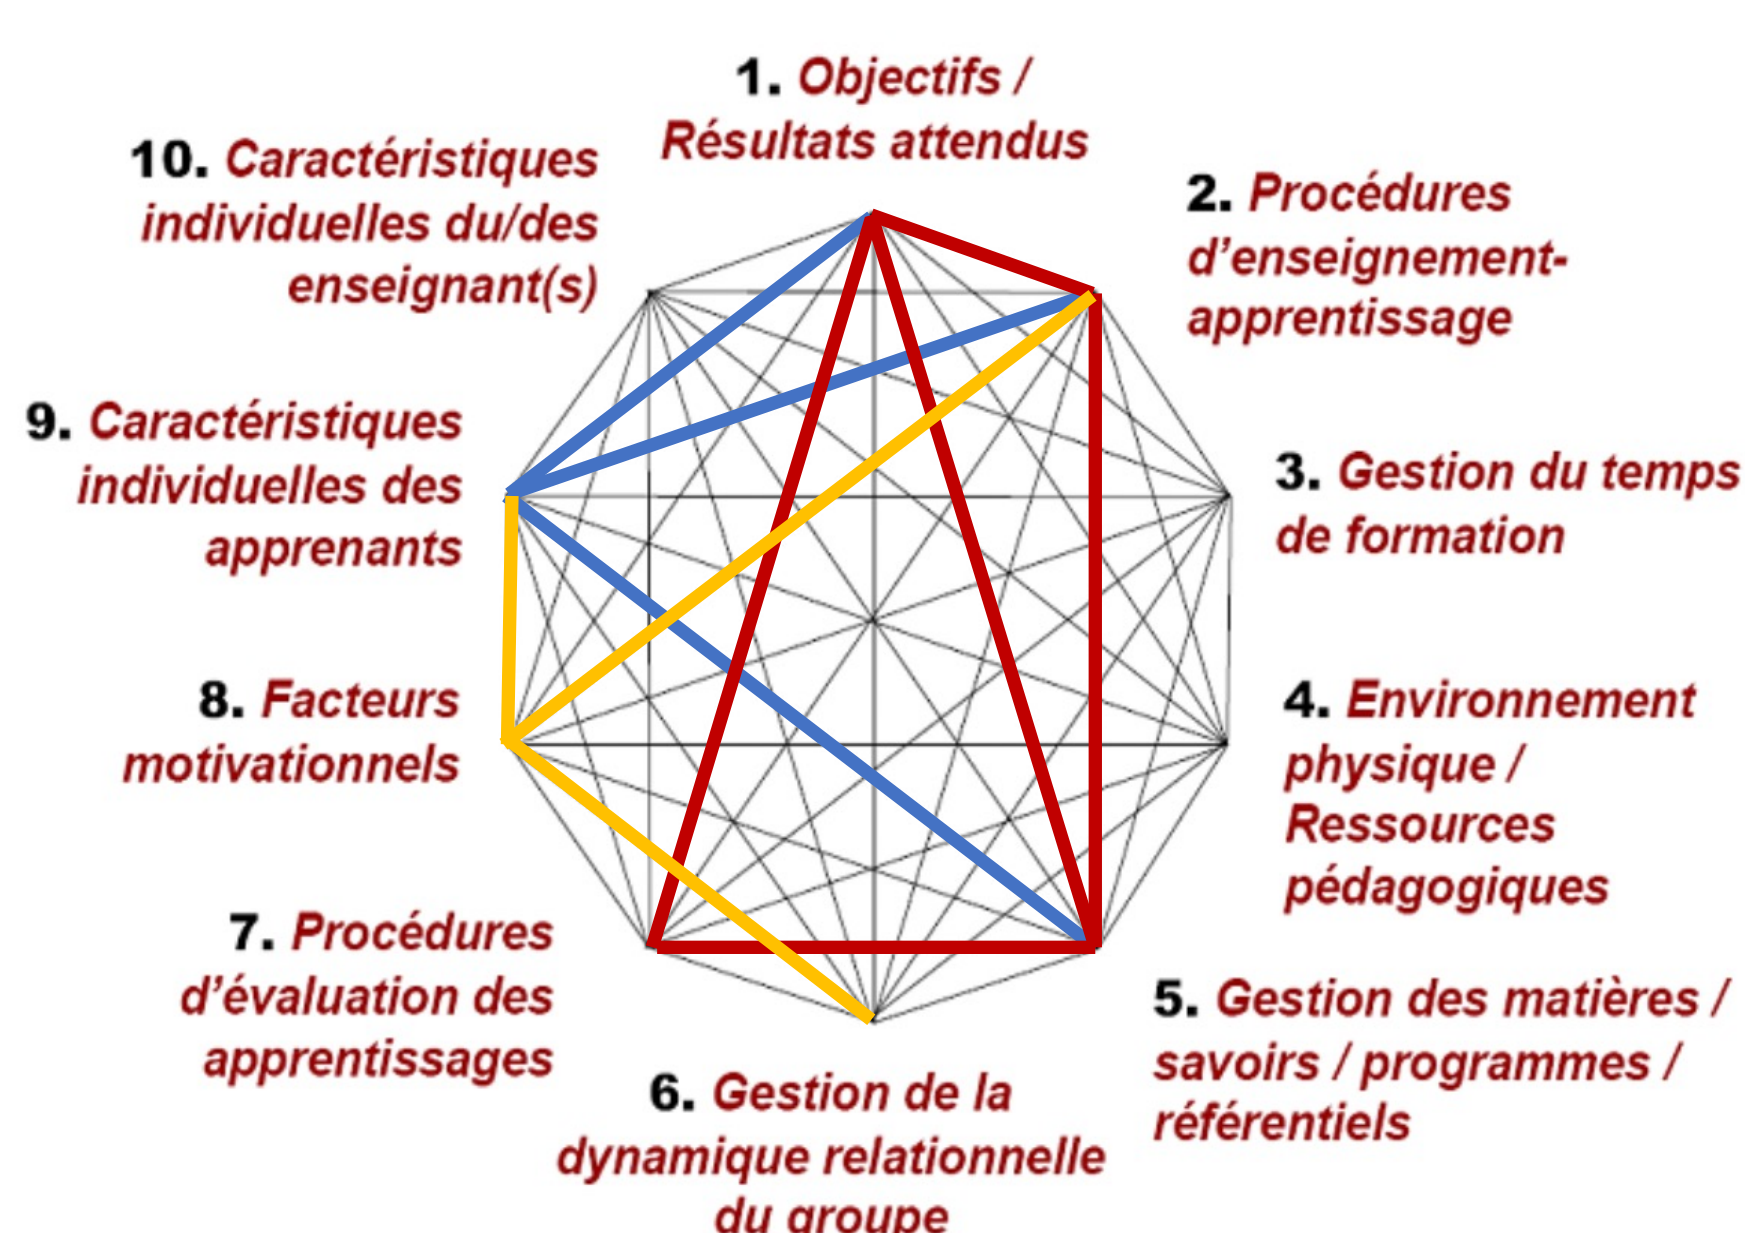 1. Objectifs /
Résultats attendus
2. Procédures
d’enseignement-
apprentissage
3. Gestion du temps
de formation
4. Environnement
physique /
Ressources
pédagogiques
5. Gestion des matières /
savoirs / programmes /
référentiels
6. Gestion de la
dynamique relationnelle
du groupe
7. Procédures
d’évaluation des
apprentissages
8. Facteurs
motivationnels
9. Caractéristiques
individuelles des
apprenants
10. Caractéristiques
individuelles du/des
enseignant(s)